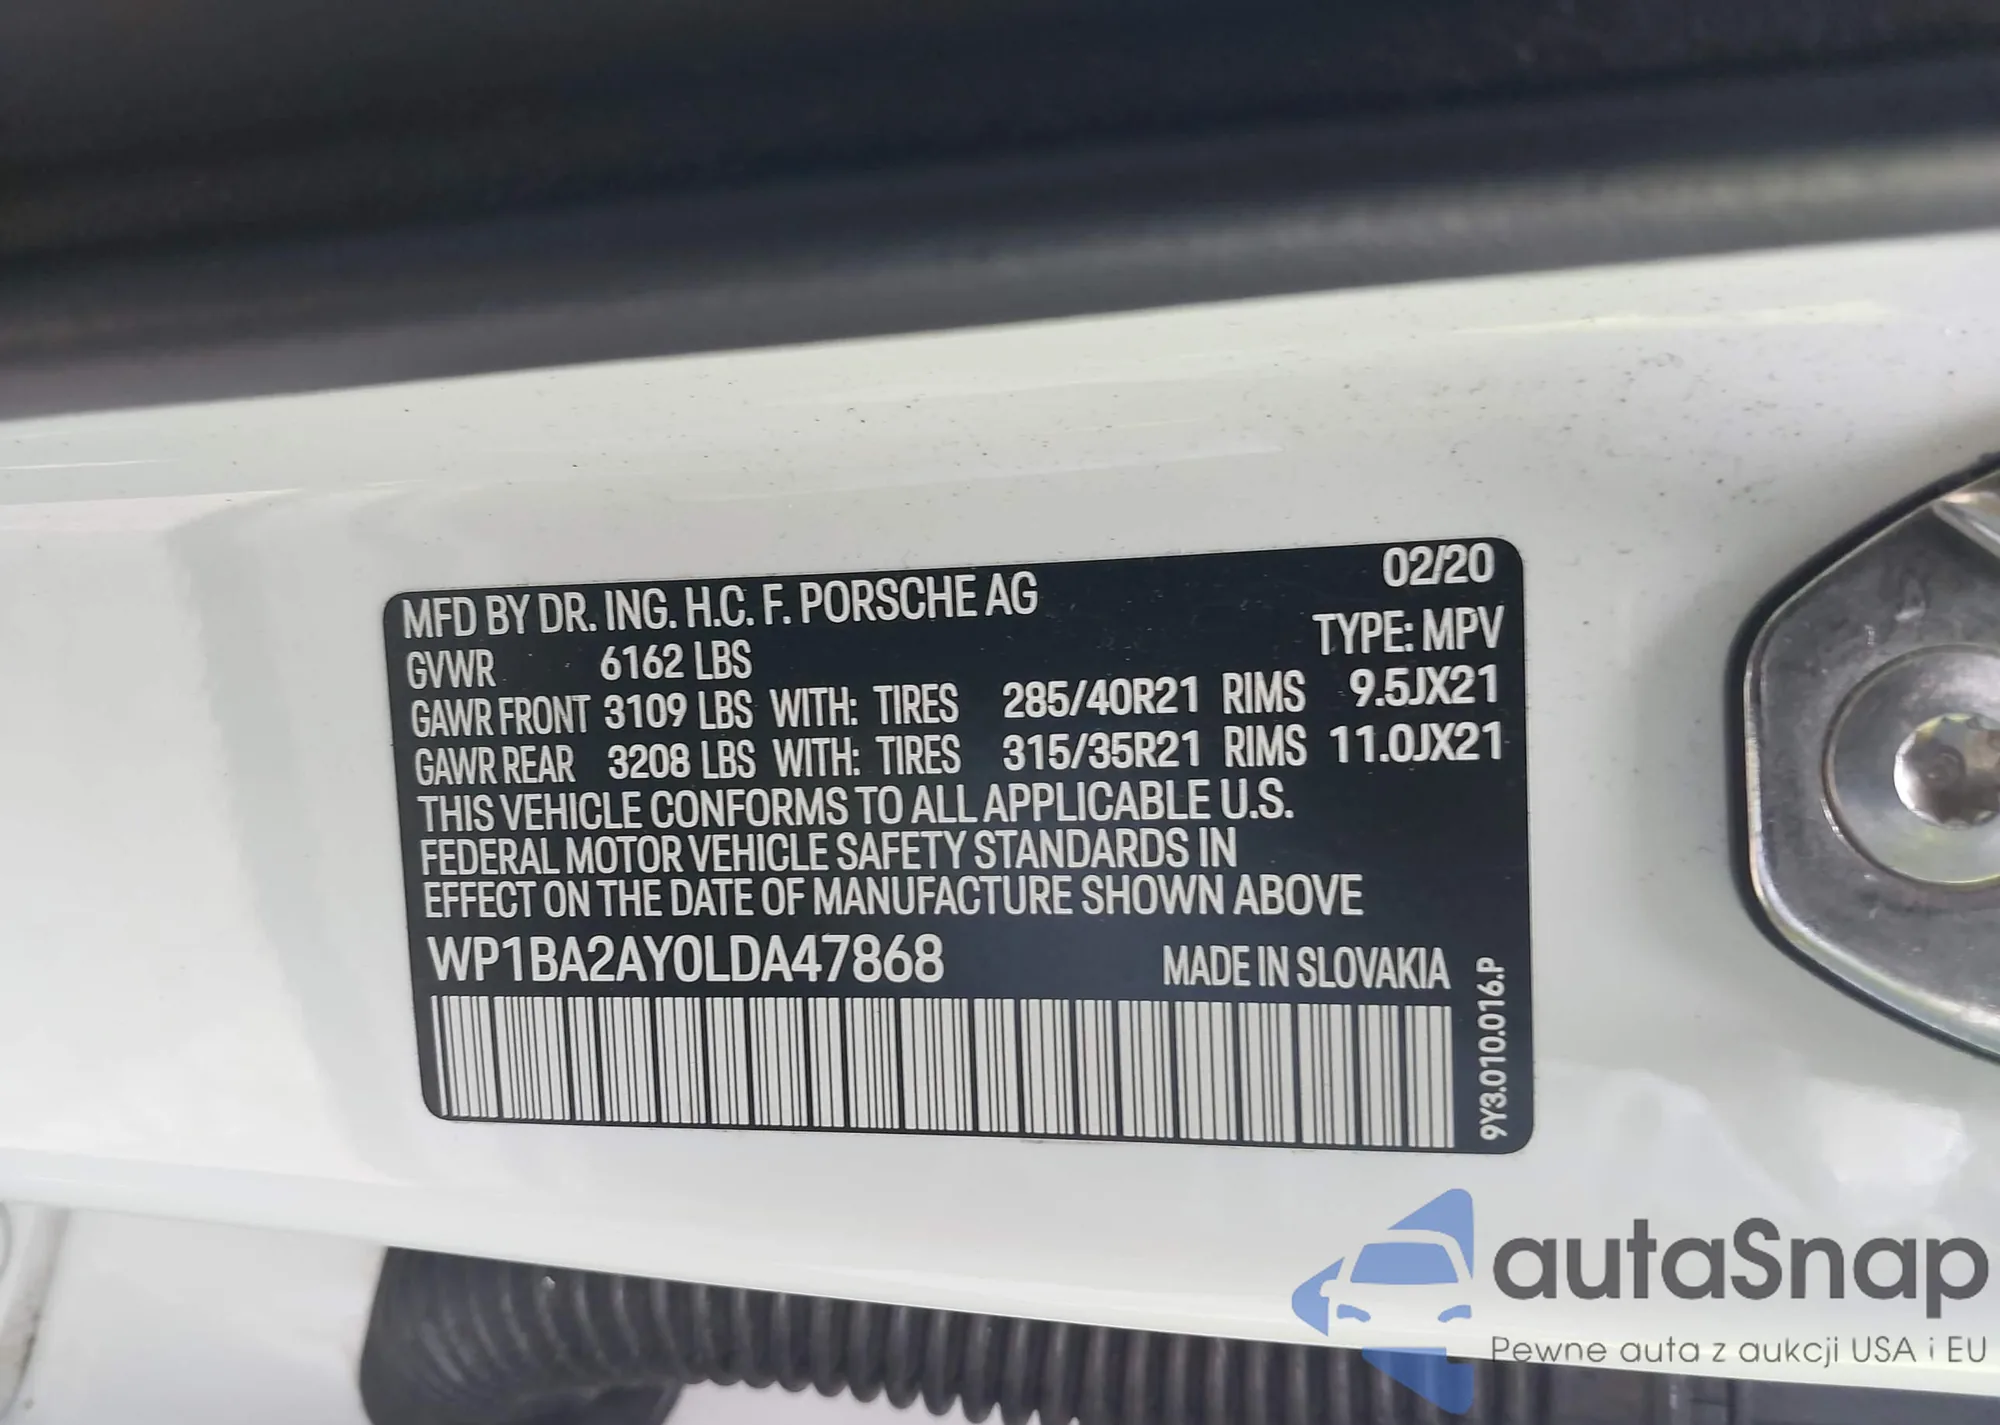 MFD BY DR. ING. H.C. F. PORSCHE AG 02/20
TYPE: MPV
GVWR 6162 LBS
GAWR FRONT 3109 LBS WITH: TIRES 285/40R21 RIMS 9.5JX21
GAWR REAR 3208 LBS WITH: TIRES 315/35R21 RIMS 11.0JX21
THIS VEHICLE CONFORMS TO ALL APPLICABLE U.S.
FEDERAL MOTOR VEHICLE SAFETY STANDARDS IN
EFFECT ON THE DATE OF MANUFACTURE SHOWN ABOVE
WP1BA2AY0LDA47868 MADE IN SLOVAKIA
9Y3.010.016.P
autaSnap
Pewne auta z aukcji USA i EU